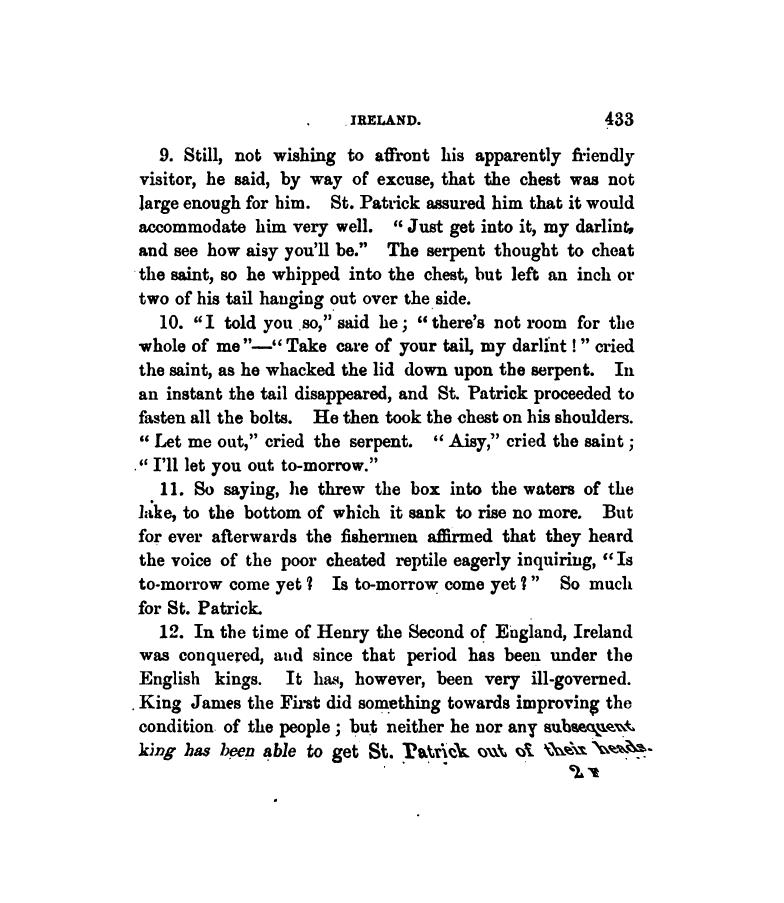 IRELAND. 433
9. Still, not wishing to affront his apparently friendly
visitor, he said, by way of excuse, that the chest was not
large enough for him. St. Patrick assured him that it would
accommodate him very well. “Just get into it, my darlint,
and see how aisy you'll be.” The serpent thought to cheat
the saint, so he whipped into the chest, but left an inch or
two of his tail hanging out over the side.
10. “I told you so,” said he; “there's not room for the
whole of me”—“Take care of your tail, my darlint!” cried
the saint, as he whacked the lid down upon the serpent. In
an instant the tail disappeared, and St. Patrick proceeded to
fasten all the bolts. He then took the chest on his shoulders.
“Let me out,” cried the serpent. “Aisy,” cried the saint;
“I'll let you out to-morrow.”
11. So saying, he threw the box into the waters of the
lake, to the bottom of which it sank to rise no more. But
for ever afterwards the fishermen affirmed that they heard
the voice of the poor cheated reptile eagerly inquiring, “Is
to-morrow come yet? Is to-morrow come yet?” So much
for St. Patrick.
12. In the time of Henry the Second of England, Ireland
was conquered, and since that period has been under the
English kings. It has, however, been very ill-governed.
King James the First did something towards improving the
condition of the people; but neither he nor any subsequent
king has been able to get St. Patrick out of their heads.
2 F